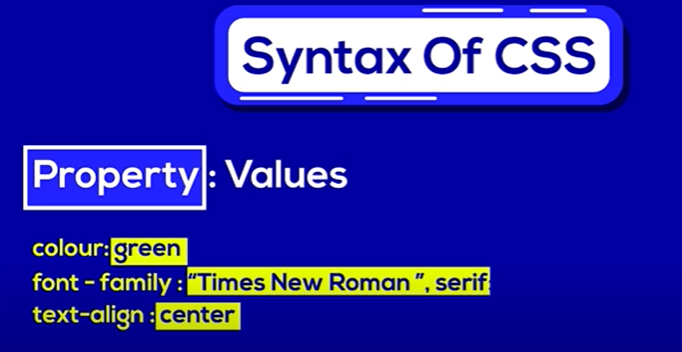 Syntax Of CSS
Property : Values
colour: green
font - family : “Times New Roman ”, serif
text-align : center